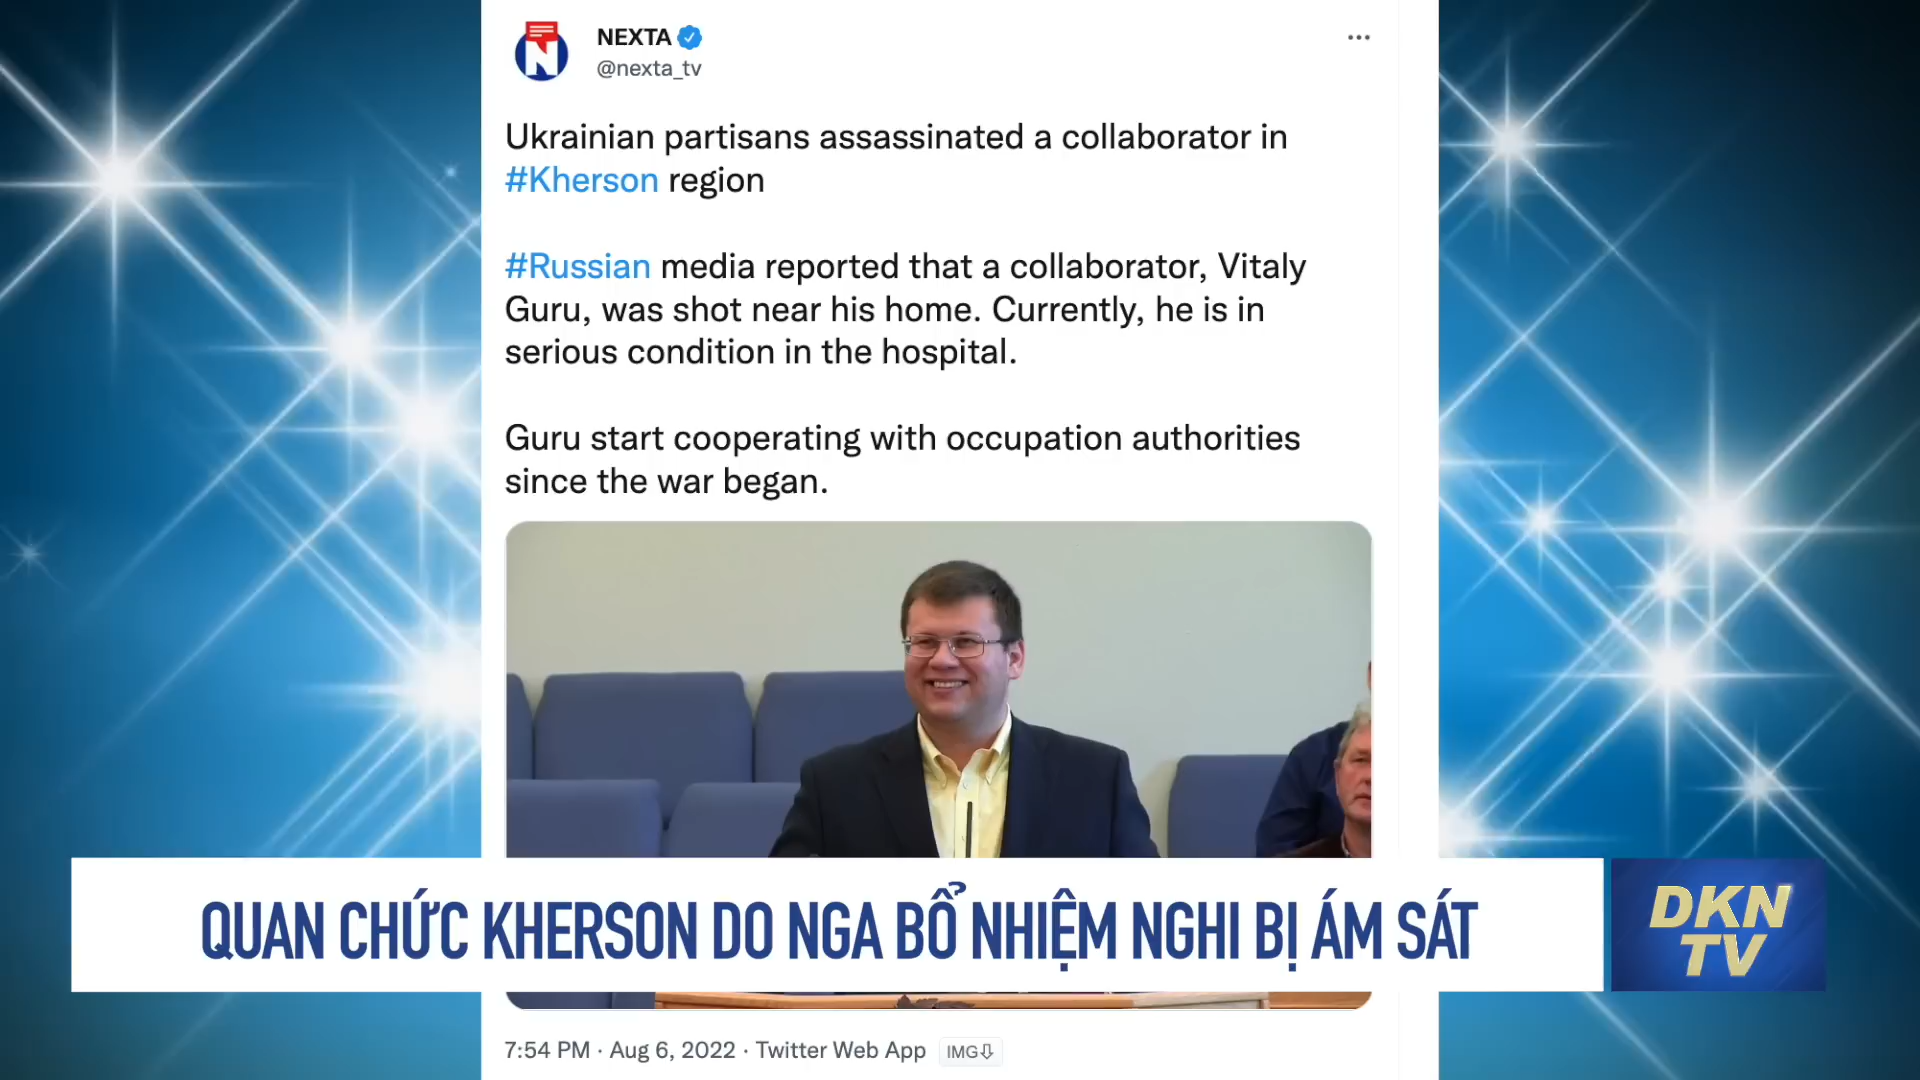 NEXTA
@nexta_tv
Ukrainian partisans assassinated a collaborator in
#Kherson region
#Russian media reported that a collaborator, Vitaly
Guru, was shot near his home. Currently, he is in
serious condition in the hospital.
Guru start cooperating with occupation authorities
since the war began.
QUAN CHỨC KHERSON DO NGA BỔ NHIỆM NGHI BỊ ÁM SÁT
DKN
TV
7:54 PM · Aug 6, 2022 · Twitter Web App IMG